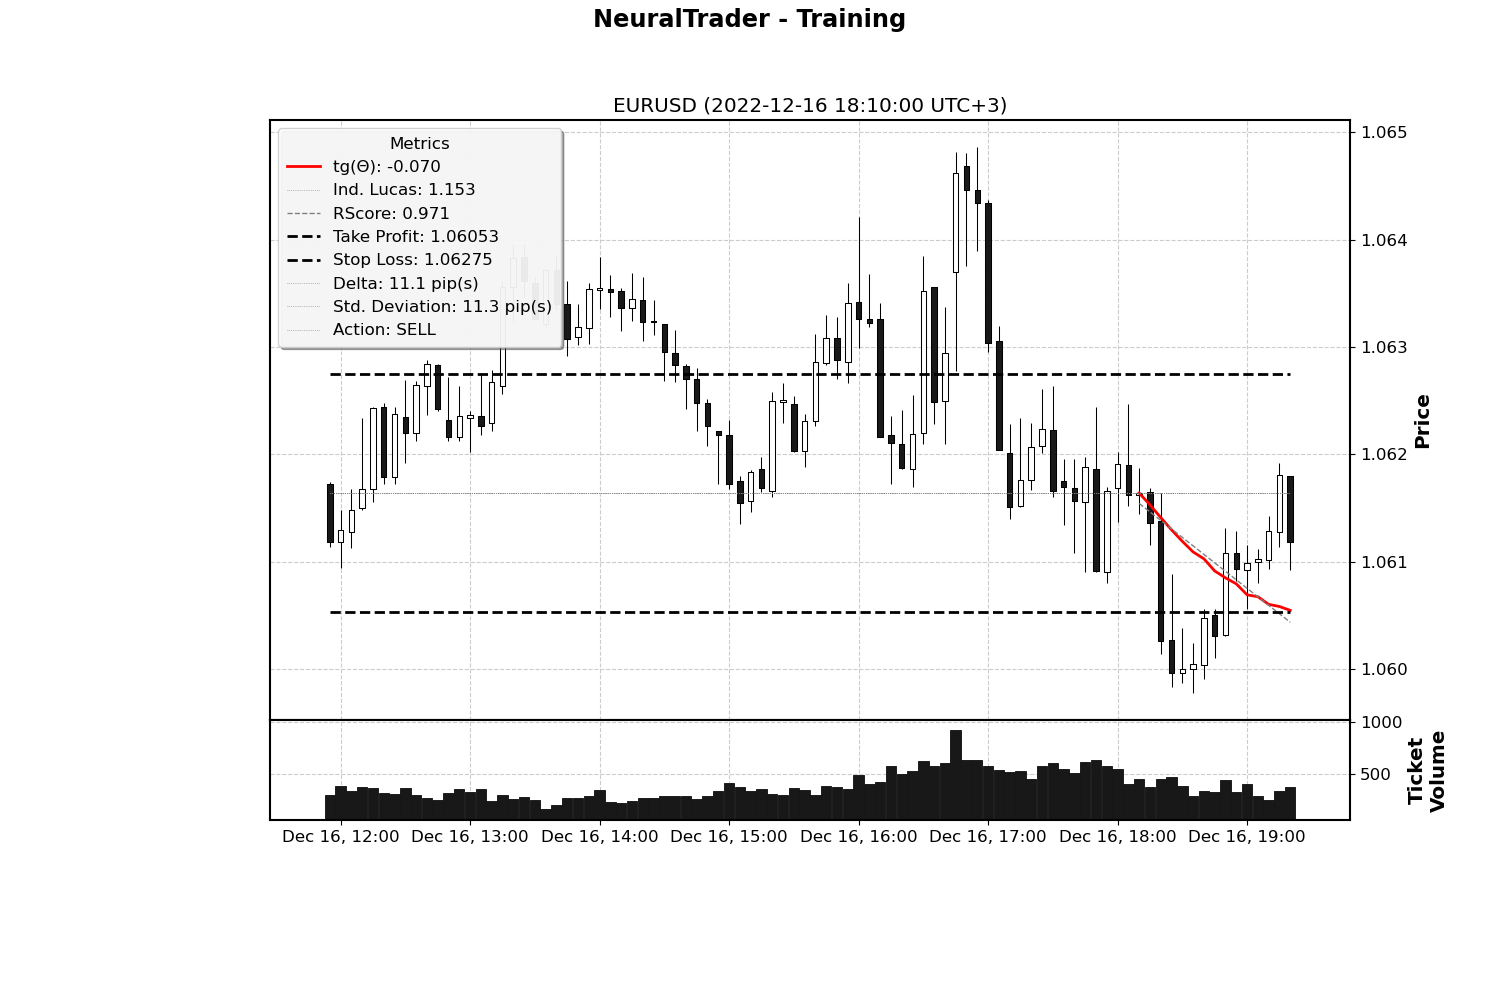 NeuralTrader - Training
EURUSD (2022-12-16 18:10:00 UTC+3)
Metrics
tg(Θ): -0.070
Ind. Lucas: 1.153
RScore: 0.971
Take Profit: 1.06053
Stop Loss: 1.06275
Delta: 11.1 pip(s)
Std. Deviation: 11.3 pip(s)
Action: SELL
1.065
1.064
1.063
1.062
1.061
1.060
Price
1000
500
Ticket
Volume
Dec 16, 12:00
Dec 16, 13:00
Dec 16, 14:00
Dec 16, 15:00
Dec 16, 16:00
Dec 16, 17:00
Dec 16, 18:00
Dec 16, 19:00